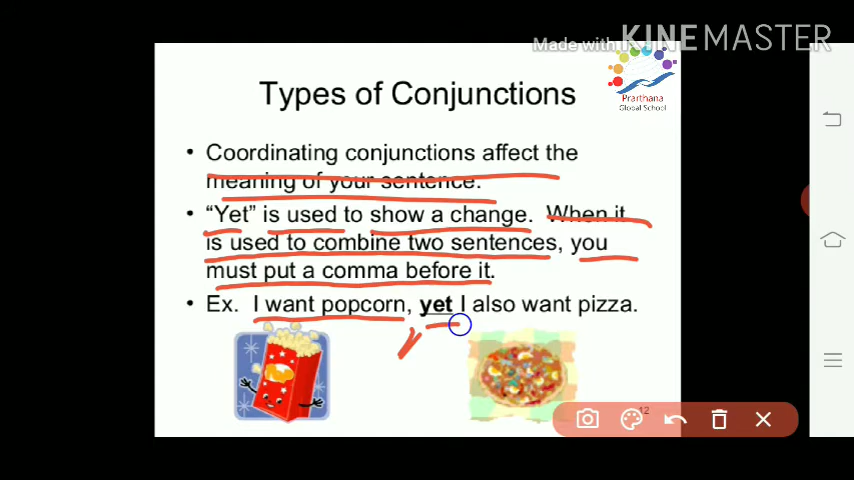 Made with KINEMASTER
Types of Conjunctions
Prarthana
Global School
• Coordinating conjunctions affect the
meaning of your sentence.
• “Yet” is used to show a change. When it
is used to combine two sentences, you
must put a comma before it.
• Ex. I want popcorn, yet I also want pizza.
12